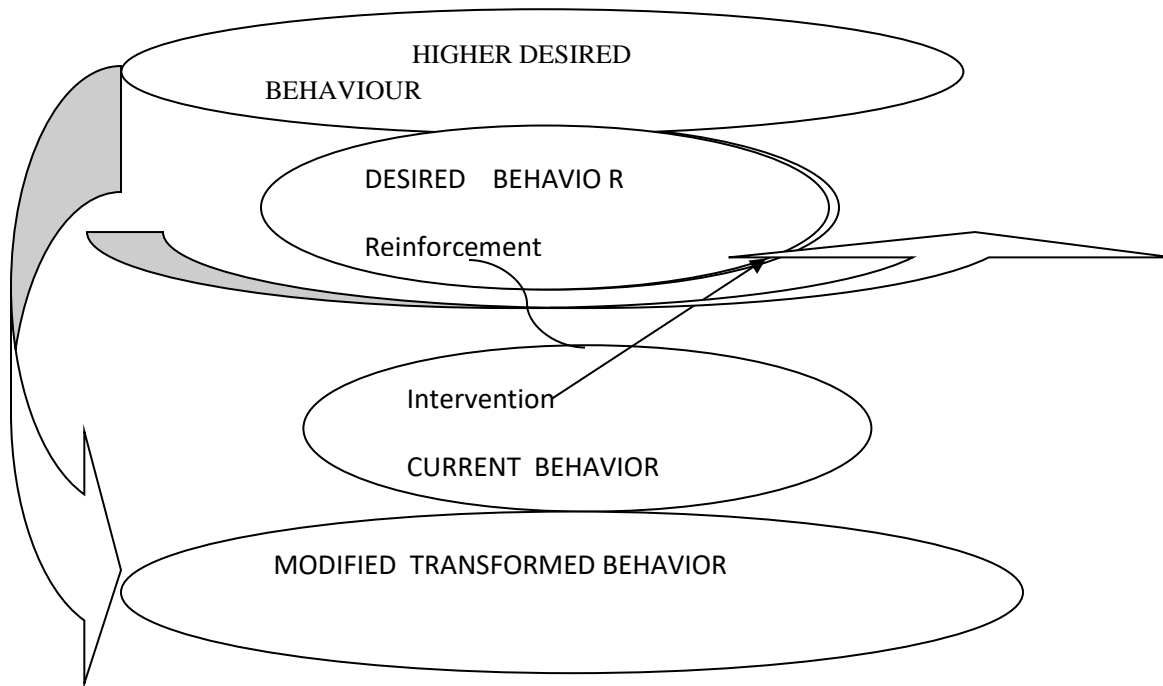 HIGHER DESIRED
BEHAVIOUR
DESIRED BEHAVIO R
Reinforcement
Intervention
CURRENT BEHAVIOR
MODIFIED TRANSFORMED BEHAVIOR